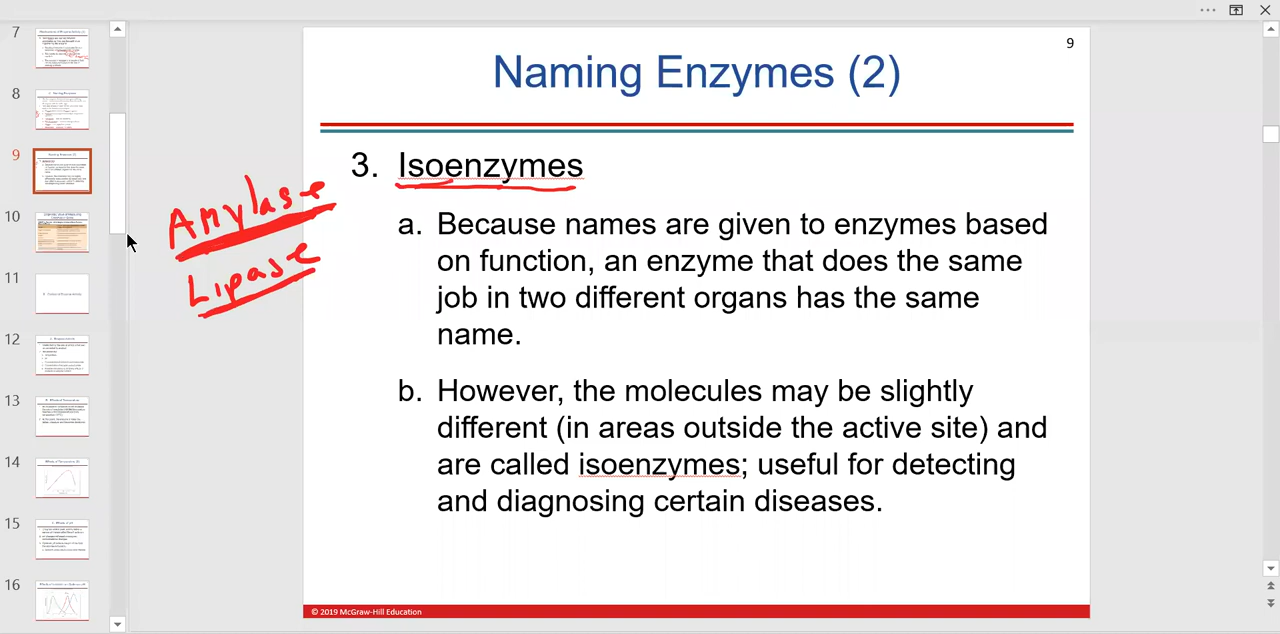 7
8
9
10
11
12
13
14
15
16
Amylase
Lipase
9
Naming Enzymes (2)
3. Isoenzymes
a. Because names are given to enzymes based
on function, an enzyme that does the same
job in two different organs has the same
name.
b. However, the molecules may be slightly
different (in areas outside the active site) and
are called isoenzymes; useful for detecting
and diagnosing certain diseases.
© 2019 McGraw-Hill Education